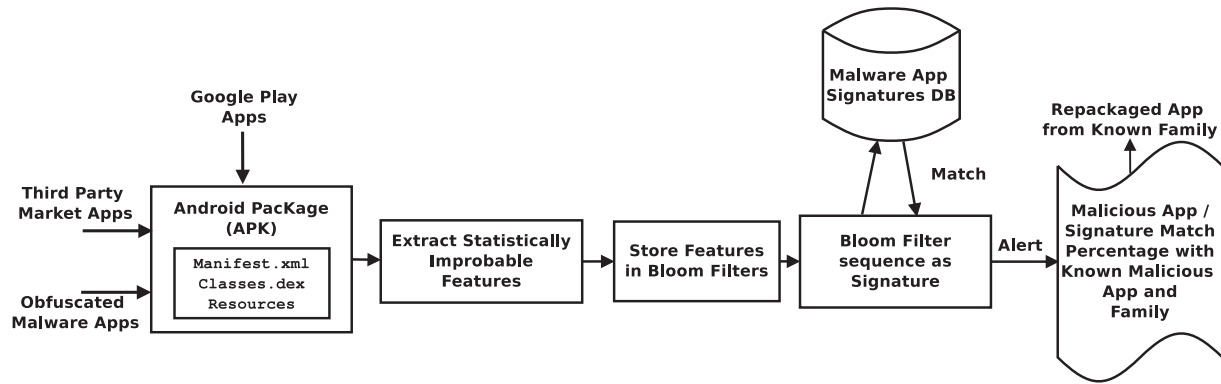 Google Play
Apps
Third Party
Market Apps
Obfuscated
Malware Apps
Android PacKage
(APK)
Manifest.xml
Classes.dex
Resources
Extract Statistically
Improbable
Features
Store Features
in Bloom Filters
Bloom Filter
sequence as
Signature
Malware App
Signatures DB
Match
Alert
Repackaged App
from Known Family
Malicious App /
Signature Match
Percentage with
Known Malicious
App and
Family